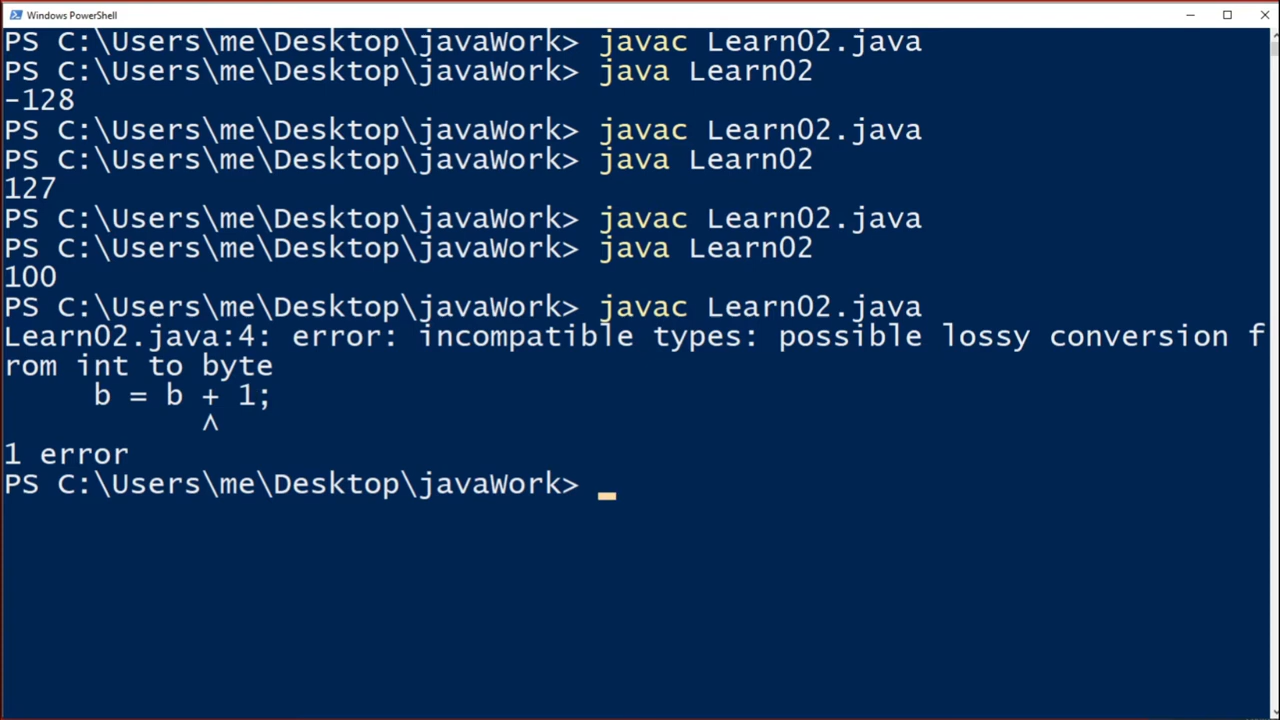 Windows PowerShell
PS C:\Users\me\Desktop\javaWork> javac Learn02.java
PS C:\Users\me\Desktop\javaWork> java Learn02
-128
PS C:\Users\me\Desktop\javaWork> javac Learn02.java
PS C:\Users\me\Desktop\javaWork> java Learn02
127
PS C:\Users\me\Desktop\javaWork> javac Learn02.java
PS C:\Users\me\Desktop\javaWork> java Learn02
100
PS C:\Users\me\Desktop\javaWork> javac Learn02.java
Learn02.java:4: error: incompatible types: possible lossy conversion f
rom int to byte
     b = b + 1;
           ^
1 error
PS C:\Users\me\Desktop\javaWork>